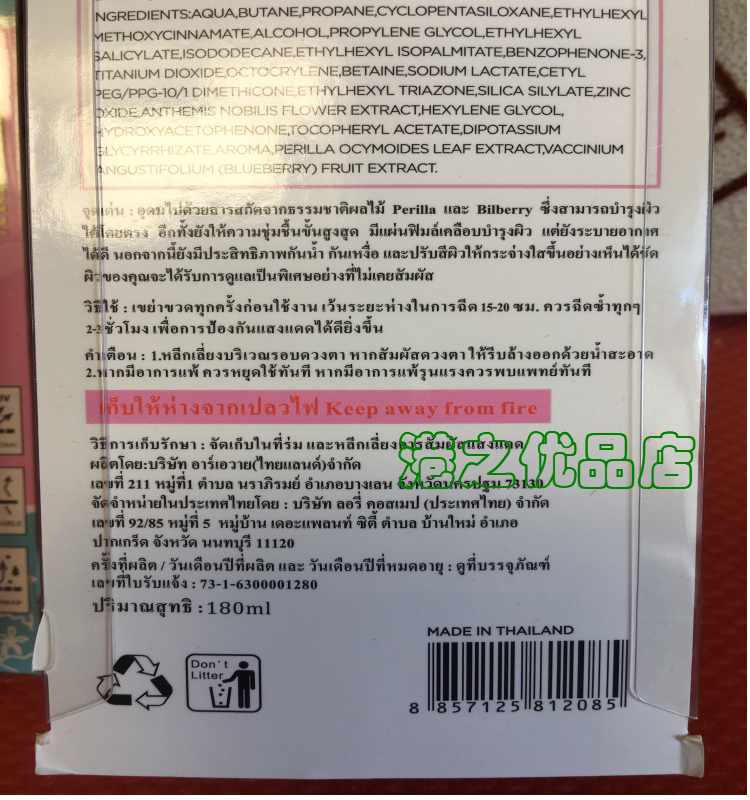 INGREDIENTS:AQUA,BUTANE,PROPANE,CYCLOPENTASILOXANE,ETHYLHEXYL
METHOXYCINNAMATE,ALCOHOL,PROPYLENE GLYCOL,ETHYLHEXYL
SALICYLATE,ISODODECANE,ETHYLHEXYL ISOPALMITATE,BENZOPHENONE-3,
TITANIUM DIOXIDE,OCTOCRYLENE,BETAINE,SODIUM LACTATE,CETYL
PEG/PPG-10/1 DIMETHICONE,ETHYLHEXYL TRIAZONE,SILICA SILYLATE,ZINC
OXIDE,ANTHEMIS NOBILIS FLOWER EXTRACT,HEXYLENE GLYCOL,
HYDROXYACETOPHENONE,TOCOPHERYL ACETATE,DIPOTASSIUM
GLYCYRRHIZATE,AROMA,PERILLA OCYMOIDES LEAF EXTRACT,VACCINIUM
ANGUSTIFOLIUM (BLUEBERRY) FRUIT EXTRACT.
จุดเด่น : อุดมไปด้วยสารสกัดจากธรรมชาติผลไม้ Perilla และ Bilberry ซึ่งสามารถบำรุงผิว
ได้โดยตรง อีกทั้งยังให้ความชุ่มชื้นขั้นสูงสุด มีแผ่นฟิมล์เคลือบบำรุงผิว แต่ยังระบายอากาศ
ได้ดี นอกจากนี้ยังมีประสิทธิภาพกันน้ำ กันเหงื่อ และปรับสีผิวให้กระจ่างใสขึ้นอย่างเห็นได้ชัด
ผิวของคุณจะได้รับการดูแลเป็นพิเศษอย่างที่ไม่เคยสัมผัส
วิธีใช้ : เขย่าขวดทุกครั้งก่อนใช้งาน เว้นระยะห่างในการฉีด 15-20 ซม. ควรฉีดซ้ำทุกๆ
2-3 ชั่วโมง เพื่อการป้องกันแสงแดดได้ดียิ่งขึ้น
คำเตือน : 1.หลีกเลี่ยงบริเวณรอบดวงตา หากสัมผัสดวงตา ให้รีบล้างออกด้วยน้ำสะอาด
2.หากมีอาการแพ้ ควรหยุดใช้ทันที หากมีอาการแพ้รุนแรงควรพบแพทย์ทันที
เก็บให้ห่างจากเปลวไฟ Keep away from fire
วิธีการเก็บรักษา : จัดเก็บในที่ร่ม และหลีกเลี่ยงการสัมผัสแสงแดด
ผลิตโดย:บริษัท อาร์เอวาย(ไทยแลนด์)จำกัด
港之优品店
เลขที่ 211 หมู่ที่1 ตำบล นราภิรมย์ อำเภอบางเลน จังหวัดนครปฐม 73130
จัดจำหน่ายในประเทศไทยโดย : บริษัท ลอรี่ คอสเมป (ประเทศไทย) จำกัด
เลขที่ 92/85 หมู่ที่ 5 หมู่บ้าน เดอะแพลนท์ ซิตี้ ตำบล บ้านใหม่ อำเภอ
ปากเกร็ด จังหวัด นนทบุรี 11120
ครั้งที่ผลิต / วันเดือนปีที่ผลิต และ วันเดือนปีที่หมดอายุ : ดูที่บรรจุภัณฑ์
เลขที่ใบรับแจ้ง : 73-1-6300001280
ปริมาณสุทธิ : 180ml
MADE IN THAILAND
Don't
Litter
8 857125 812085